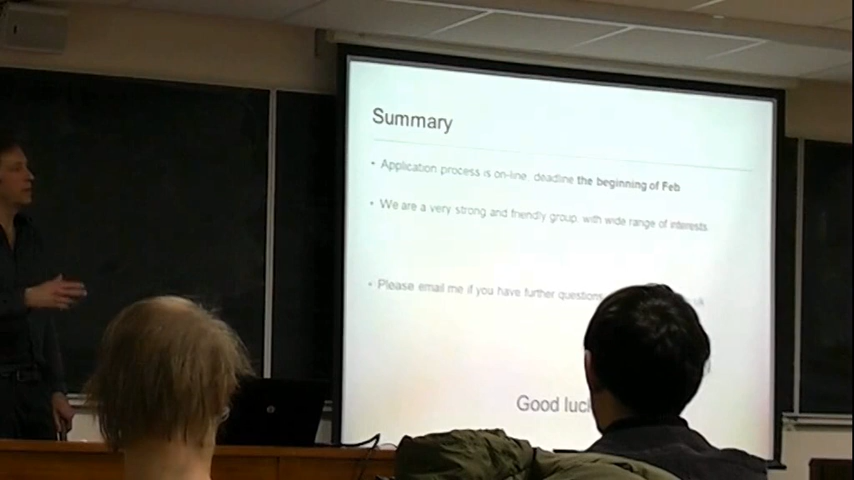 Summary
• Application process is on-line, deadline the beginning of Feb
• We are a very strong and friendly group, with wide range of interests
• Please email me if you have further questions
Good luck